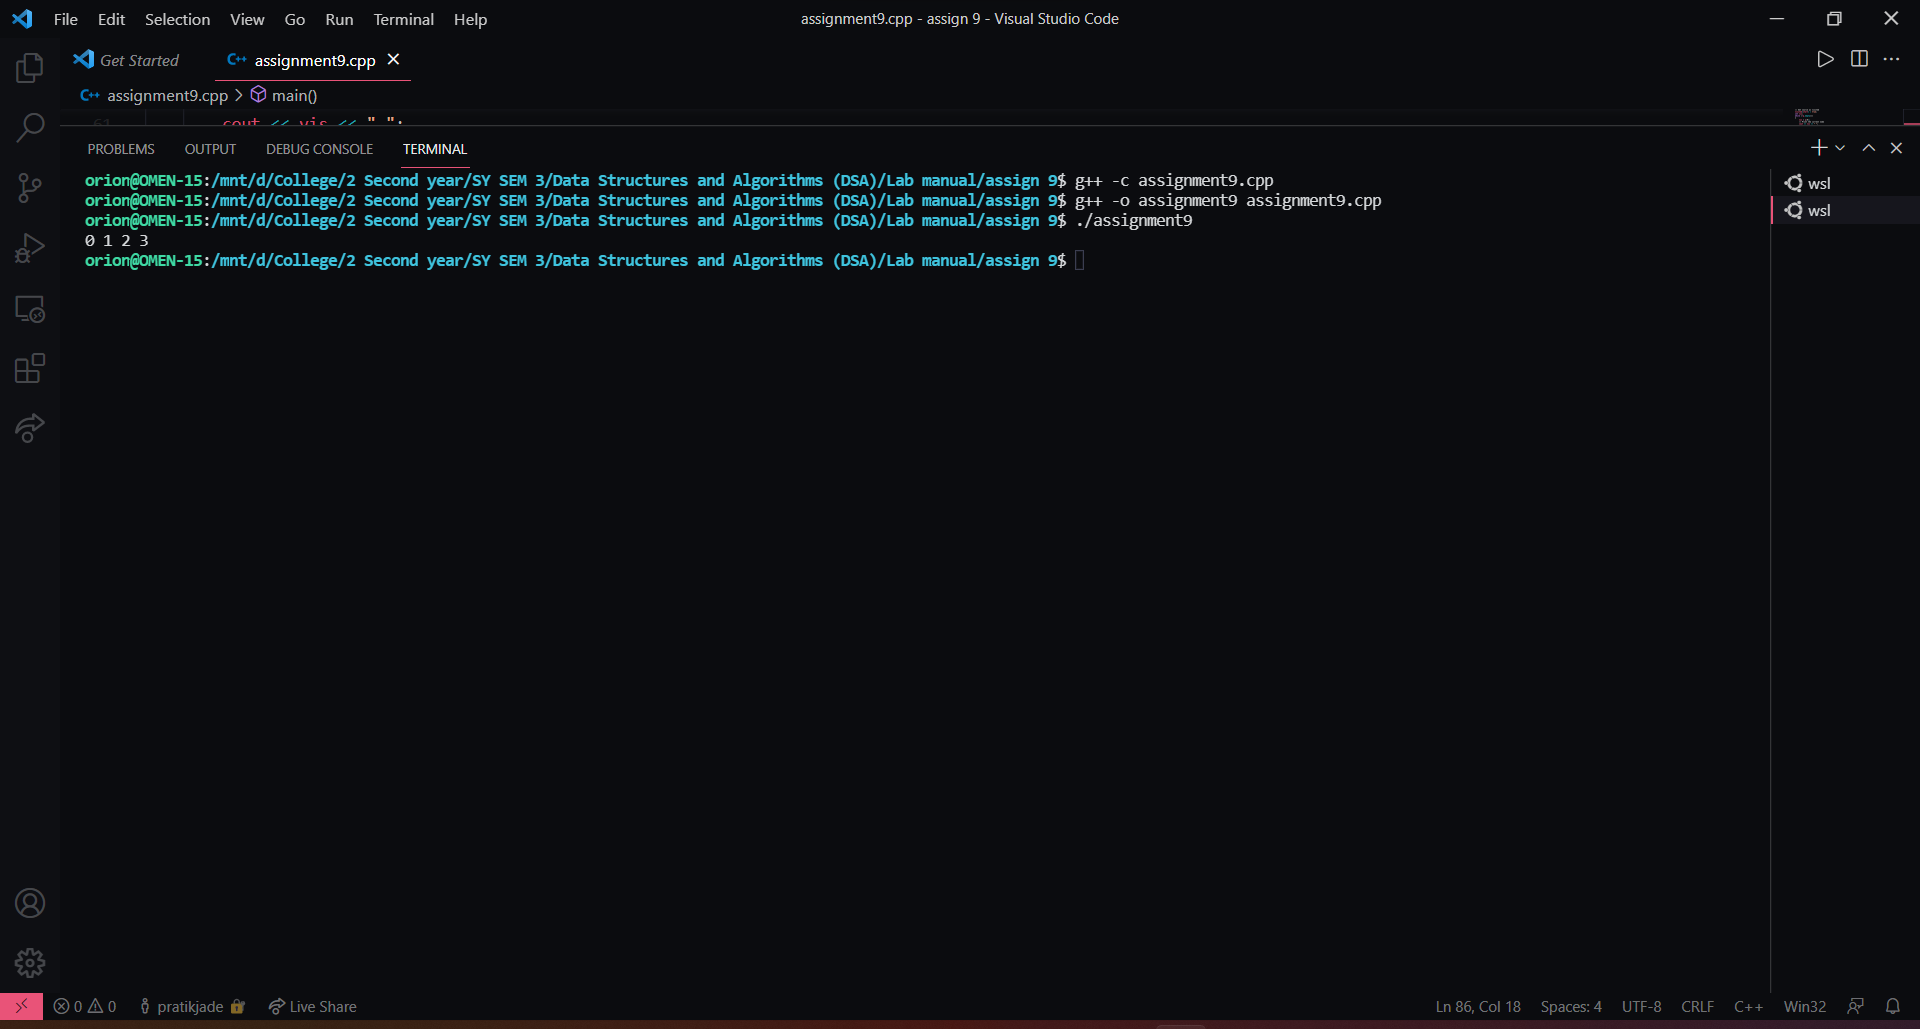 File Edit Selection View Go Run Terminal Help assignment9.cpp - assign 9 - Visual Studio Code
Get Started C++ assignment9.cpp
C++ assignment9.cpp > main()
61 cout << vis << " ";
PROBLEMS OUTPUT DEBUG CONSOLE TERMINAL
orion@OMEN-15:/mnt/d/College/2 Second year/SY SEM 3/Data Structures and Algorithms (DSA)/Lab manual/assign 9$ g++ -c assignment9.cpp
wsl
orion@OMEN-15:/mnt/d/College/2 Second year/SY SEM 3/Data Structures and Algorithms (DSA)/Lab manual/assign 9$ g++ -o assignment9 assignment9.cpp
wsl
orion@OMEN-15:/mnt/d/College/2 Second year/SY SEM 3/Data Structures and Algorithms (DSA)/Lab manual/assign 9$ ./assignment9
0 1 2 3
orion@OMEN-15:/mnt/d/College/2 Second year/SY SEM 3/Data Structures and Algorithms (DSA)/Lab manual/assign 9$
0 0 pratikjade Live Share Ln 86, Col 18 Spaces: 4 UTF-8 CRLF C++ Win32